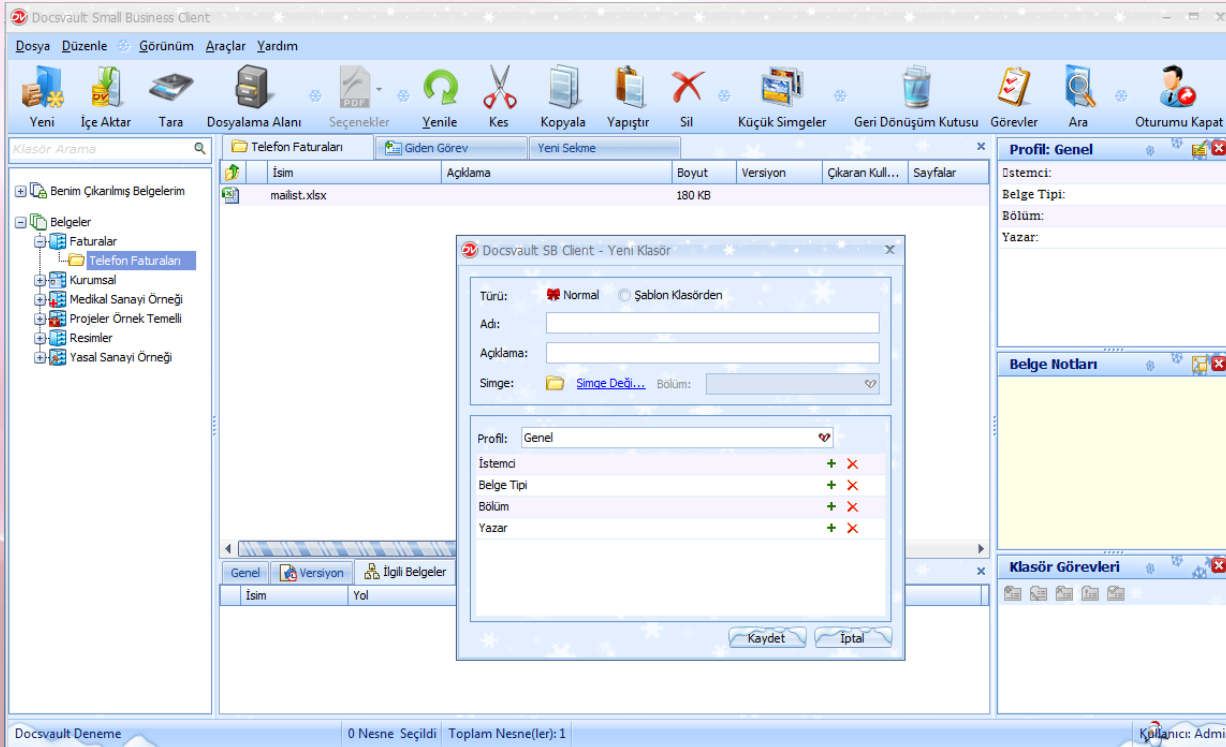 Docsvault Small Business Client
Dosya Düzenle Görünüm Araçlar Yardım
PDF
Yeni İçe Aktar Tara Dosyalama Alanı Seçenekler Yenile Kes Kopyala Yapıştır Sil Küçük Simgeler Geri Dönüşüm Kutusu Görevler Ara Oturumu Kapat
Klasör Arama
Telefon Faturaları Giden Görev Yeni Sekme
Profil: Genel
İsim Açıklama Boyut Versiyon Çıkaran Kull... Sayfalar
mailist.xlsx 180 KB
Benim Çıkarılmış Belgelerim
Belgeler
Faturalar
Telefon Faturaları
Kurumsal
Medikal Sanayi Örneği
Projeler Örnek Temelli
Resimler
Yasal Sanayi Örneği
stemci:
Belge Tipi:
Bölüm:
Yazar:
Docsvault SB Client - Yeni Klasör
Türü: Normal Şablon Klasörden
Adı:
Açıklama:
Simge: Simge Deği... Bölüm:
Profil: Genel
İstemci
Belge Tipi
Bölüm
Yazar
Kaydet İptal
Belge Notları
Klasör Görevleri
Genel Versiyon İlgili Belgeler
İsim Yol
Docsvault Deneme 0 Nesne Seçildi Toplam Nesne(ler): 1 Kullanıcı: Admi